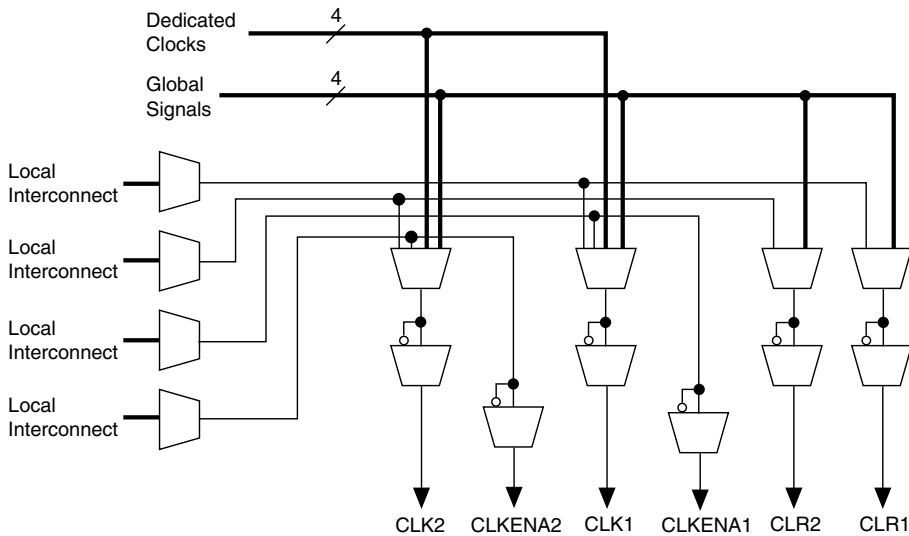 Dedicated
Clocks
4
Global
Signals
4
Local
Interconnect
Local
Interconnect
Local
Interconnect
Local
Interconnect
CLK2
CLKENA2
CLK1
CLKENA1
CLR2
CLR1